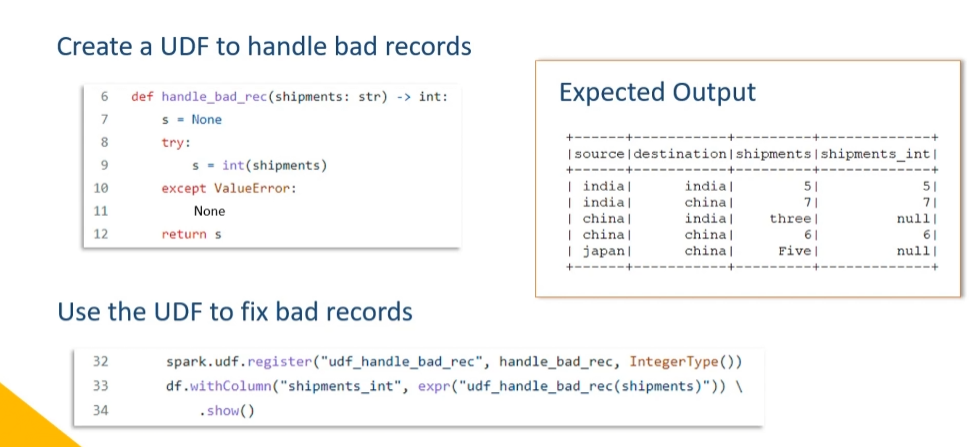 Create a UDF to handle bad records
6 def handle_bad_rec(shipments: str) -> int:
7 s = None
8 try:
9 s = int(shipments)
10 except ValueError:
11 None
12 return s
Expected Output
+------+-----------+---------+-------------+
|source|destination|shipments|shipments_int|
+------+-----------+---------+-------------+
| india| india| 5| 5|
| india| china| 7| 7|
| china| india| three| null|
| china| china| 6| 6|
| japan| china| Five| null|
+------+-----------+---------+-------------+
Use the UDF to fix bad records
32 spark.udf.register("udf_handle_bad_rec", handle_bad_rec, IntegerType())
33 df.withColumn("shipments_int", expr("udf_handle_bad_rec(shipments)")) \
34 .show()